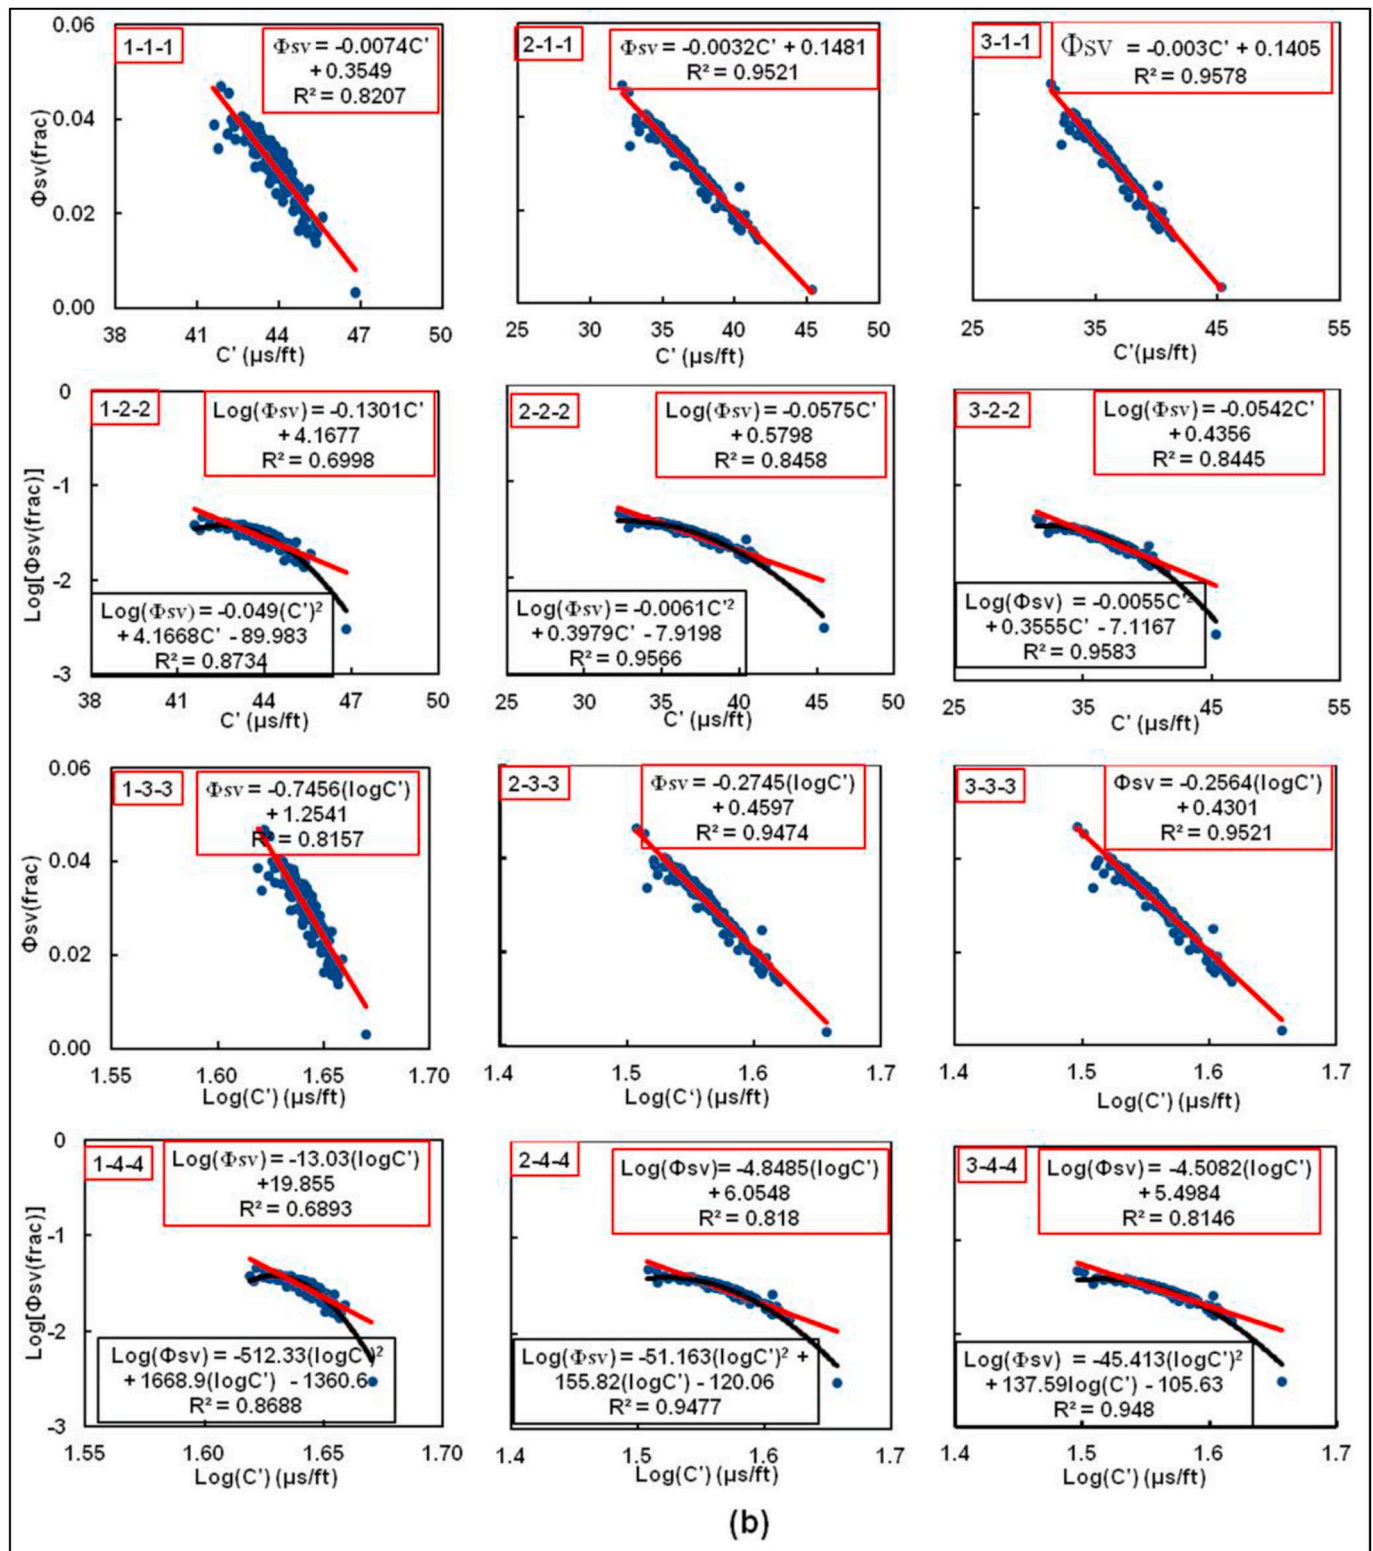 0.06
1-1-1
Φsv = -0.0074C'
+ 0.3549
R² = 0.8207
0.04
0.02
0.00
Φsv(frac)
38 41 44 47 50
C' (µs/ft)
2-1-1
Φsv = -0.0032C' + 0.1481
R² = 0.9521
25 30 35 40 45 50
C' (µs/ft)
3-1-1
Φsv = -0.003C' + 0.1405
R² = 0.9578
25 35 45 55
C'(µs/ft)
0
1-2-2
Log(Φsv) = -0.1301C'
+ 4.1677
R² = 0.6998
-1
-2
-3
Log[Φsv(frac)]
Log(Φsv) = -0.049(C')²
+ 4.1668C' - 89.983
R² = 0.8734
38 41 44 47 50
C' (µs/ft)
2-2-2
Log(Φsv) = -0.0575C'
+ 0.5798
R² = 0.8458
Log(Φsv) = -0.0061C'²
+ 0.3979C' - 7.9198
R² = 0.9566
25 30 35 40 45 50
C' (µs/ft)
3-2-2
Log(Φsv) = -0.0542C'
+ 0.4356
R² = 0.8445
Log(Φsv) = -0.0055C'²
+ 0.3555C' - 7.1167
R² = 0.9583
25 35 45 55
C' (µs/ft)
0.06
1-3-3
Φsv = -0.7456(logC')
+ 1.2541
R² = 0.8157
0.04
0.02
0.00
Φsv(frac)
1.55 1.60 1.65 1.70
Log(C') (µs/ft)
2-3-3
Φsv = -0.2745(logC')
+ 0.4597
R² = 0.9474
1.4 1.5 1.6 1.7
Log(C‘) (µs/ft)
3-3-3
Φsv = -0.2564(logC')
+ 0.4301
R² = 0.9521
1.4 1.5 1.6 1.7
Log(C') (µs/ft)
0
1-4-4
Log(Φsv) = -13.03(logC')
+19.855
R² = 0.6893
-1
-2
-3
Log[Φsv(frac)]
Log(Φsv) = -512.33(logC')²
+ 1668.9(logC') - 1360.6
R² = 0.8688
1.55 1.60 1.65 1.70
Log(C') (µs/ft)
2-4-4
Log(Φsv) = -4.8485(logC')
+ 6.0548
R² = 0.818
Log(Φsv) = -51.163(logC')² +
155.82(logC') - 120.06
R² = 0.9477
1.4 1.5 1.6 1.7
Log(C') (µs/ft)
3-4-4
Log(Φsv) = -4.5082(logC')
+ 5.4984
R² = 0.8146
Log(Φsv) = -45.413(logC')²
+ 137.59log(C') - 105.63
R² = 0.948
1.4 1.5 1.6 1.7
Log(C') (µs/ft)
(b)